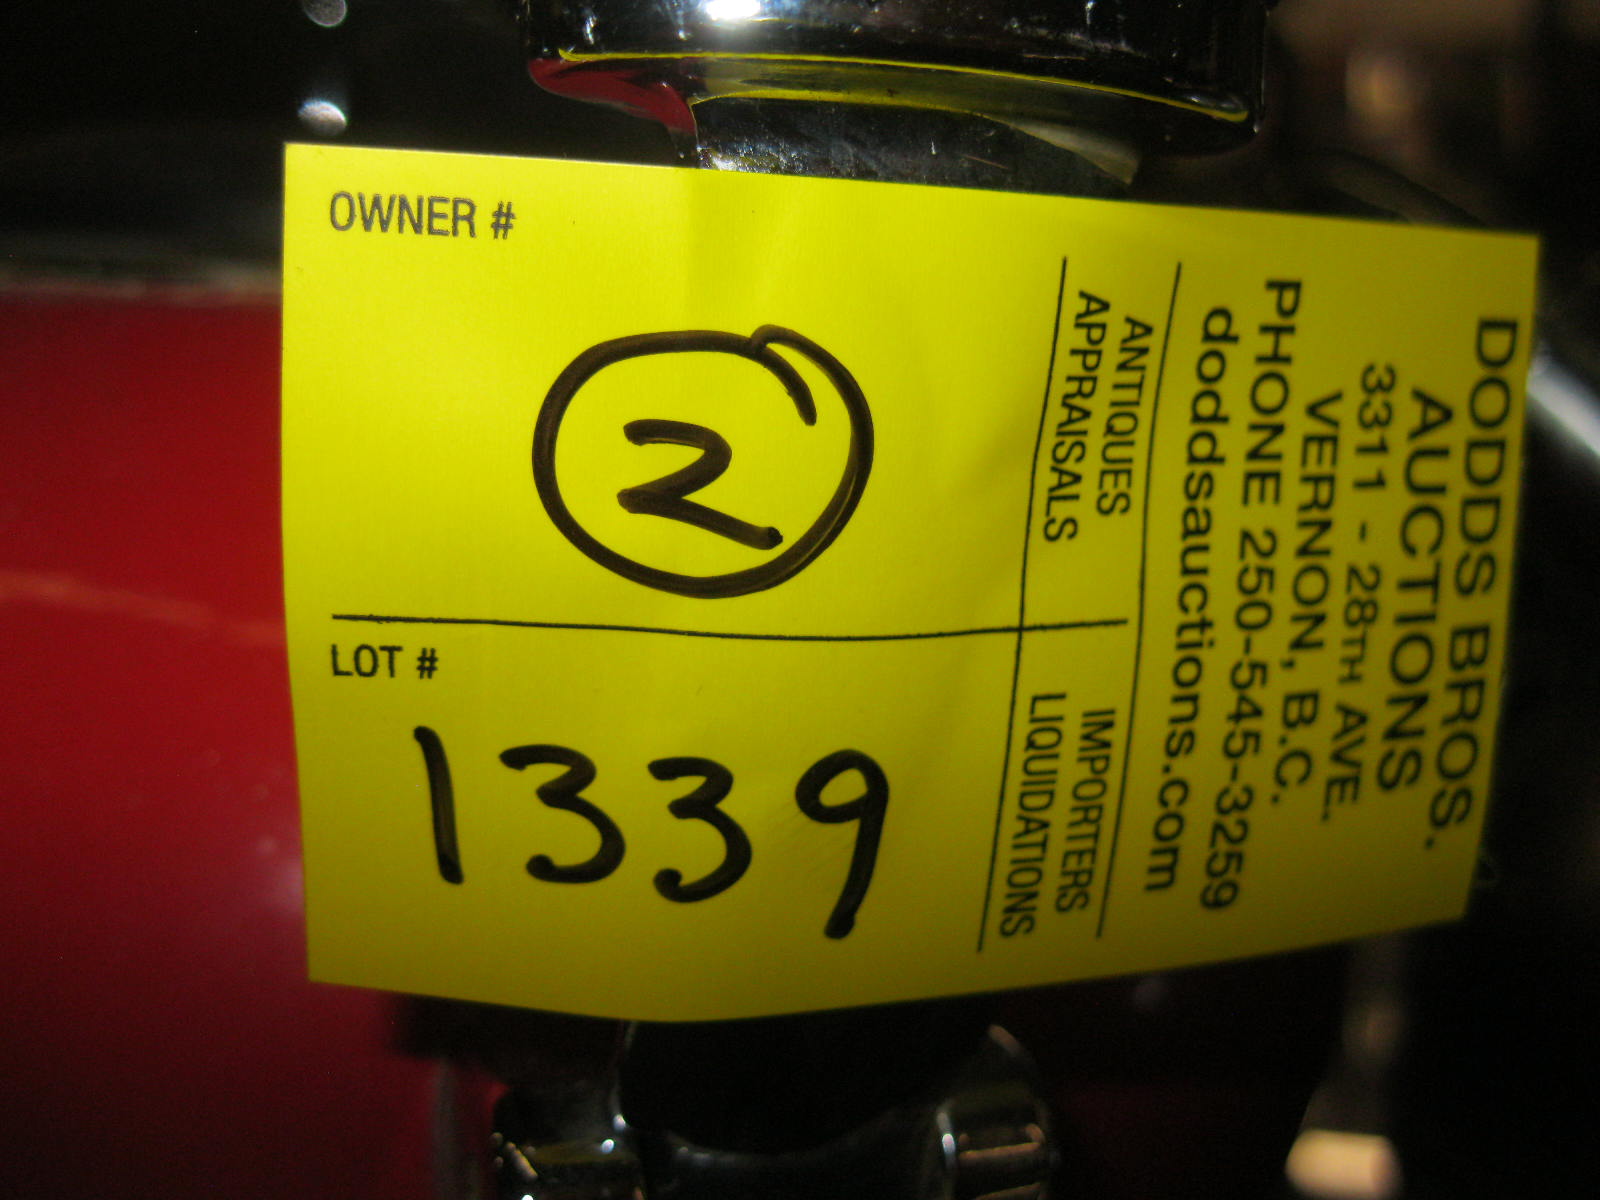 OWNER #
2
LOT #
1339
DODDS BROS.
AUCTIONS
3311 - 28TH AVE.
VERNON, B.C.
PHONE 250-545-3259
doddsauctions.com
ANTIQUES
APPRAISALS
IMPORTERS
LIQUIDATIONS